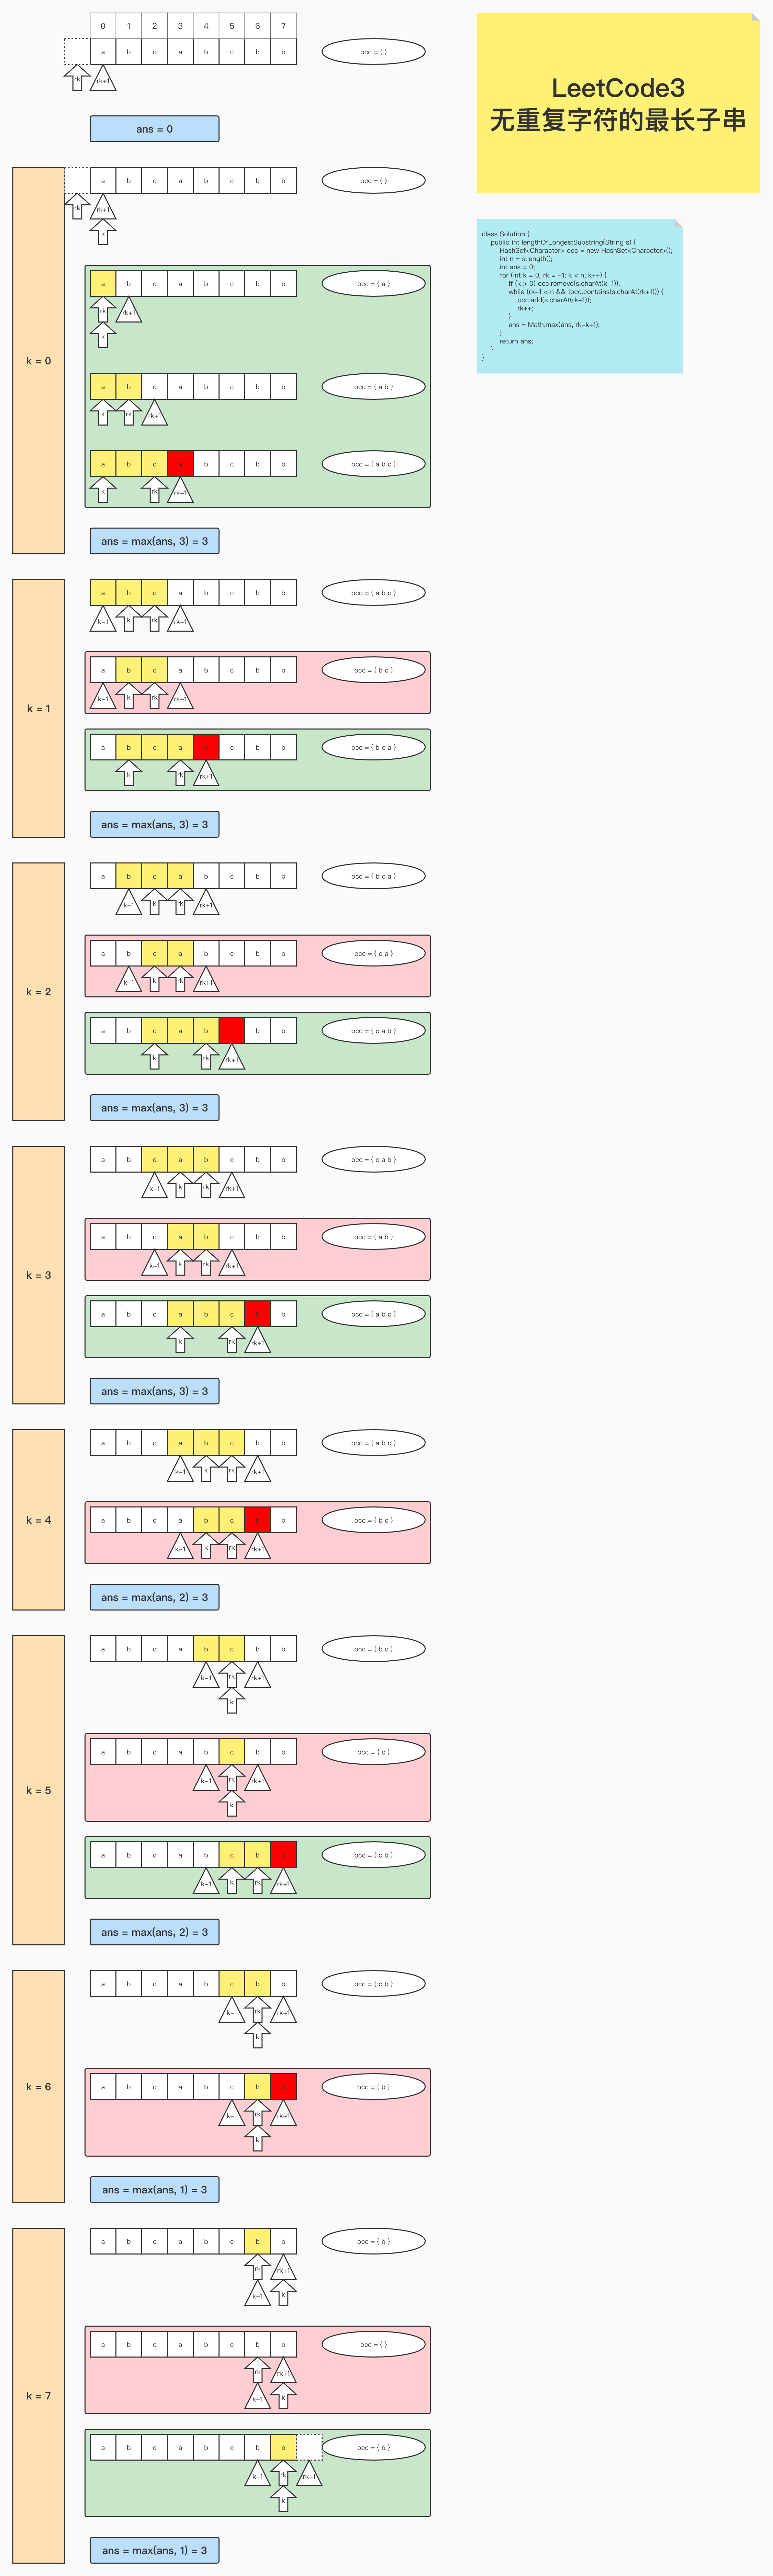 0 1 2 3 4 5 6 7
a b c a b c b b
occ = { }
rk rk+1
ans = 0
LeetCode3
无重复字符的最长子串
class Solution {
public int lengthOfLongestSubstring(String s) {
HashSet<Character> occ = new HashSet<Character>();
int n = s.length();
int ans = 0;
for (int k = 0, rk = −1; k < n; k++) {
if (k > 0) occ.remove(s.charAt(k−1));
while (rk+1 < n && !occ.contains(s.charAt(rk+1))) {
occ.add(s.charAt(rk+1));
rk++;
}
ans = Math.max(ans, rk−k+1);
}
return ans;
}
}
k = 0
a b c a b c b b
occ = { }
rk rk+1
k
a b c a b c b b
occ = { a }
rk rk+1
k
a b c a b c b b
occ = { a b }
k rk rk+1
a b c a b c b b
occ = { a b c }
k rk rk+1
ans = max(ans, 3) = 3
k = 1
a b c a b c b b
occ = { a b c }
k−1 k rk rk+1
a b c a b c b b
occ = { b c }
k−1 k rk rk+1
a b c a b c b b
occ = { b c a }
k rk rk+1
ans = max(ans, 3) = 3
k = 2
a b c a b c b b
occ = { b c a }
k−1 k rk rk+1
a b c a b c b b
occ = { c a }
k−1 k rk rk+1
a b c a b c b b
occ = { c a b }
k rk rk+1
ans = max(ans, 3) = 3
k = 3
a b c a b c b b
occ = { c a b }
k−1 k rk rk+1
a b c a b c b b
occ = { a b }
k−1 k rk rk+1
a b c a b c b b
occ = { a b c }
k rk rk+1
ans = max(ans, 3) = 3
k = 4
a b c a b c b b
occ = { a b c }
k−1 k rk rk+1
a b c a b c b b
occ = { b c }
k−1 k rk rk+1
ans = max(ans, 2) = 3
k = 5
a b c a b c b b
occ = { b c }
k−1 rk rk+1
k
a b c a b c b b
occ = { c }
k−1 rk rk+1
k
a b c a b c b b
occ = { c b }
k−1 k rk rk+1
ans = max(ans, 2) = 3
k = 6
a b c a b c b b
occ = { c b }
k−1 rk rk+1
k
a b c a b c b b
occ = { b }
k−1 rk rk+1
k
ans = max(ans, 1) = 3
k = 7
a b c a b c b b
occ = { b }
rk rk+1
k−1 k
a b c a b c b b
occ = { }
rk rk+1
k−1 k
a b c a b c b b
occ = { b }
k−1 rk rk+1
k
ans = max(ans, 1) = 3